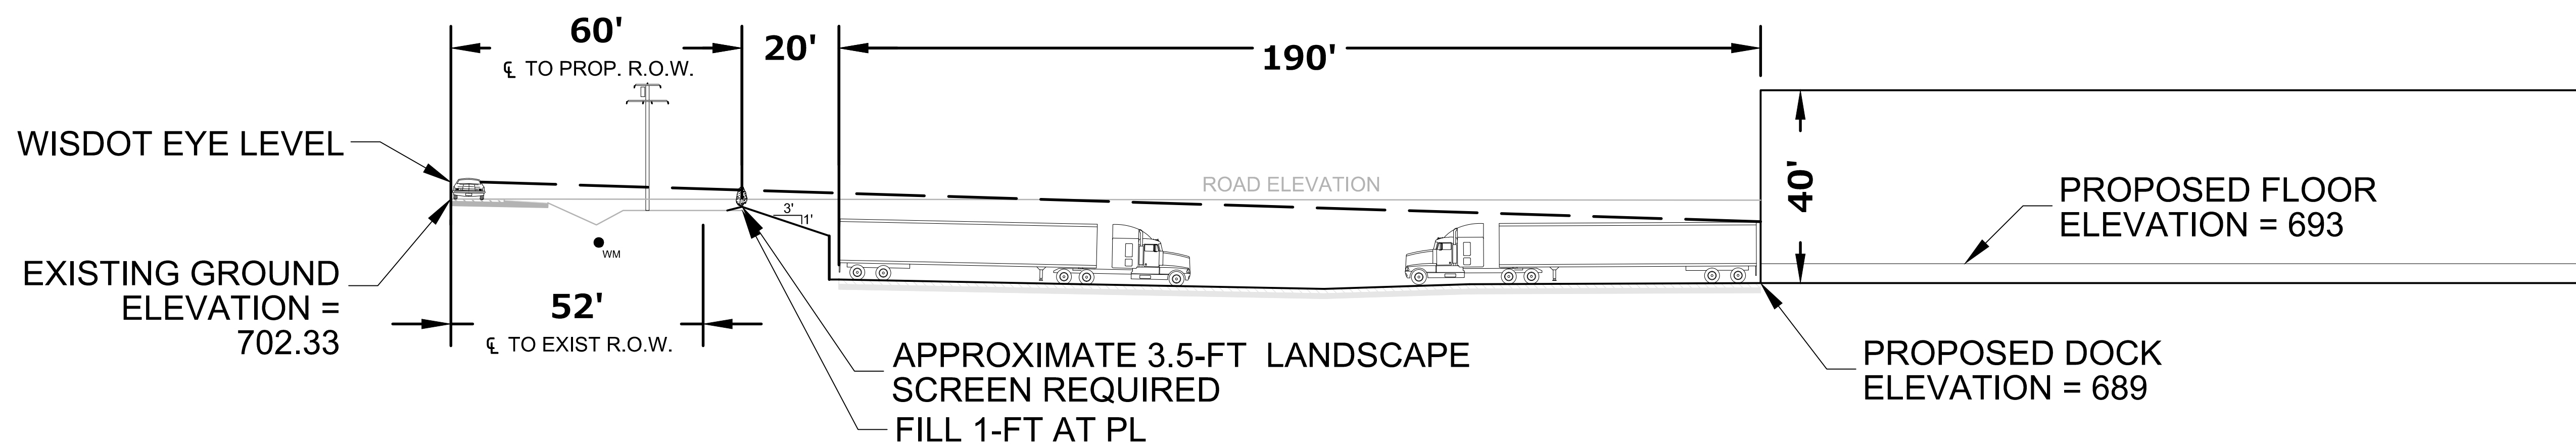 60'
℄ TO PROP. R.O.W.
20'
190'
WISDOT EYE LEVEL
ROAD ELEVATION
40'
PROPOSED FLOOR
ELEVATION = 693
3'
1'
WM
EXISTING GROUND
ELEVATION =
702.33
52'
℄ TO EXIST R.O.W.
APPROXIMATE 3.5-FT LANDSCAPE
SCREEN REQUIRED
FILL 1-FT AT PL
PROPOSED DOCK
ELEVATION = 689